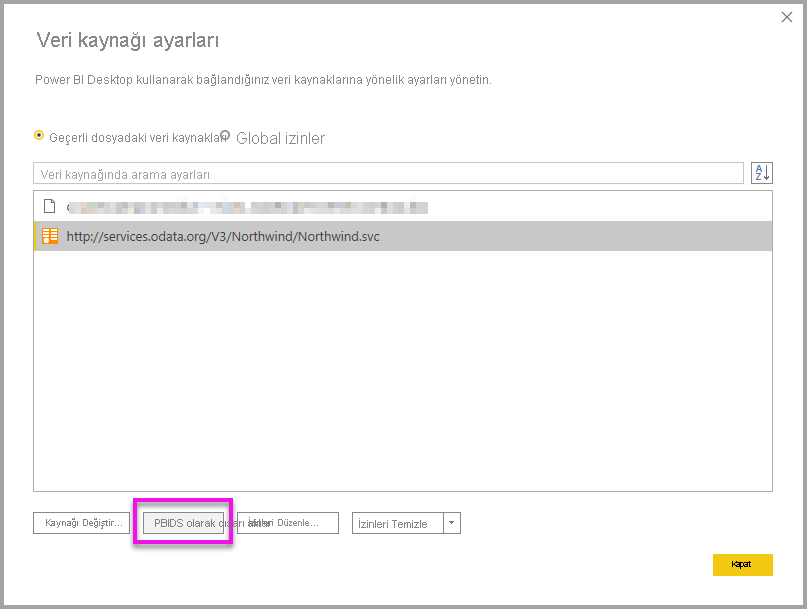 Veri kaynağı ayarları
Power BI Desktop kullanarak bağlandığınız veri kaynaklarına yönelik ayarları yönetin.
Geçerli dosyadaki veri kaynakları Global izinler
Veri kaynağında arama ayarları
A
Z
http://services.odata.org/V3/Northwind/Northwind.svc
Kaynağı Değiştir... PBIDS olarak dışarı aktar İzinleri Düzenle... İzinleri Temizle
Kapat